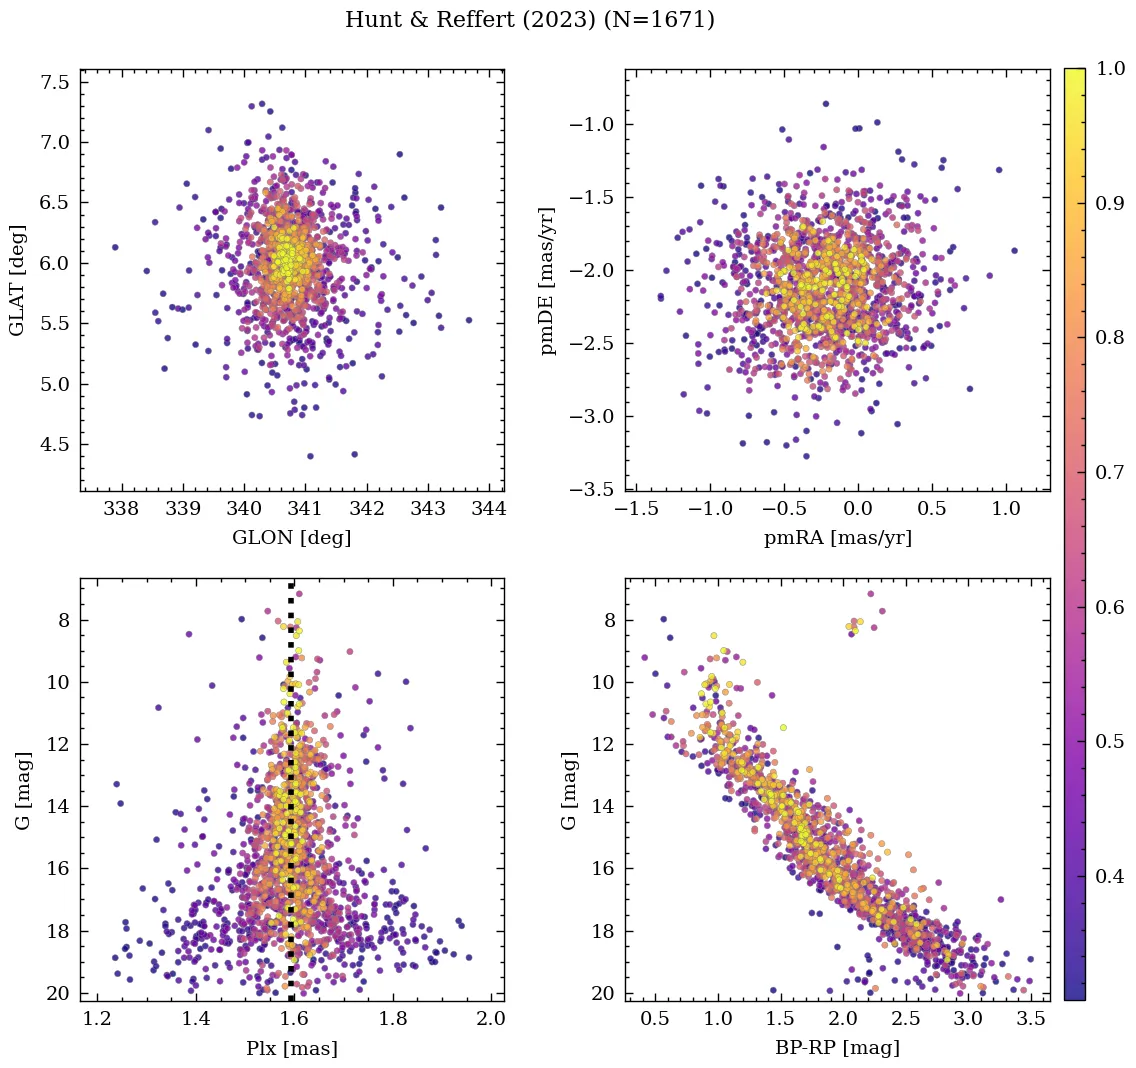 Hunt & Reffert (2023) (N=1671)
7.5
7.0
6.5
6.0
5.5
5.0
4.5
GLAT [deg]
338 339 340 341 342 343 344
GLON [deg]
−1.0
−1.5
−2.0
−2.5
−3.0
−3.5
pmDE [mas/yr]
−1.5 −1.0 −0.5 0.0 0.5 1.0
pmRA [mas/yr]
8
10
12
14
16
18
20
G [mag]
1.2 1.4 1.6 1.8 2.0
Plx [mas]
8
10
12
14
16
18
20
G [mag]
0.5 1.0 1.5 2.0 2.5 3.0 3.5
BP-RP [mag]
1.0
0.9
0.8
0.7
0.6
0.5
0.4